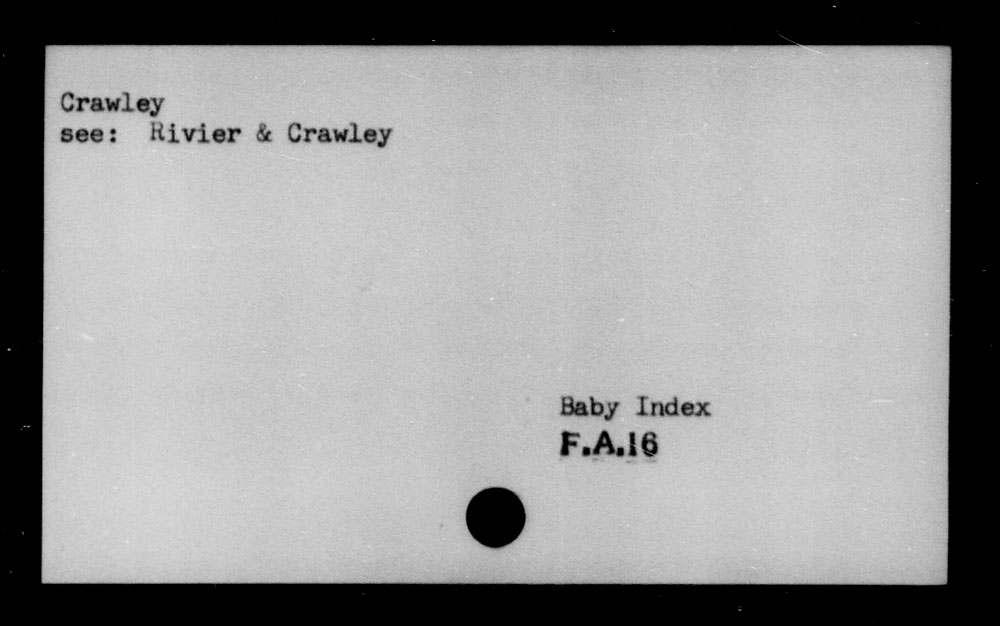 Crawley
see: Rivier & Crawley
Baby Index
F.A.16